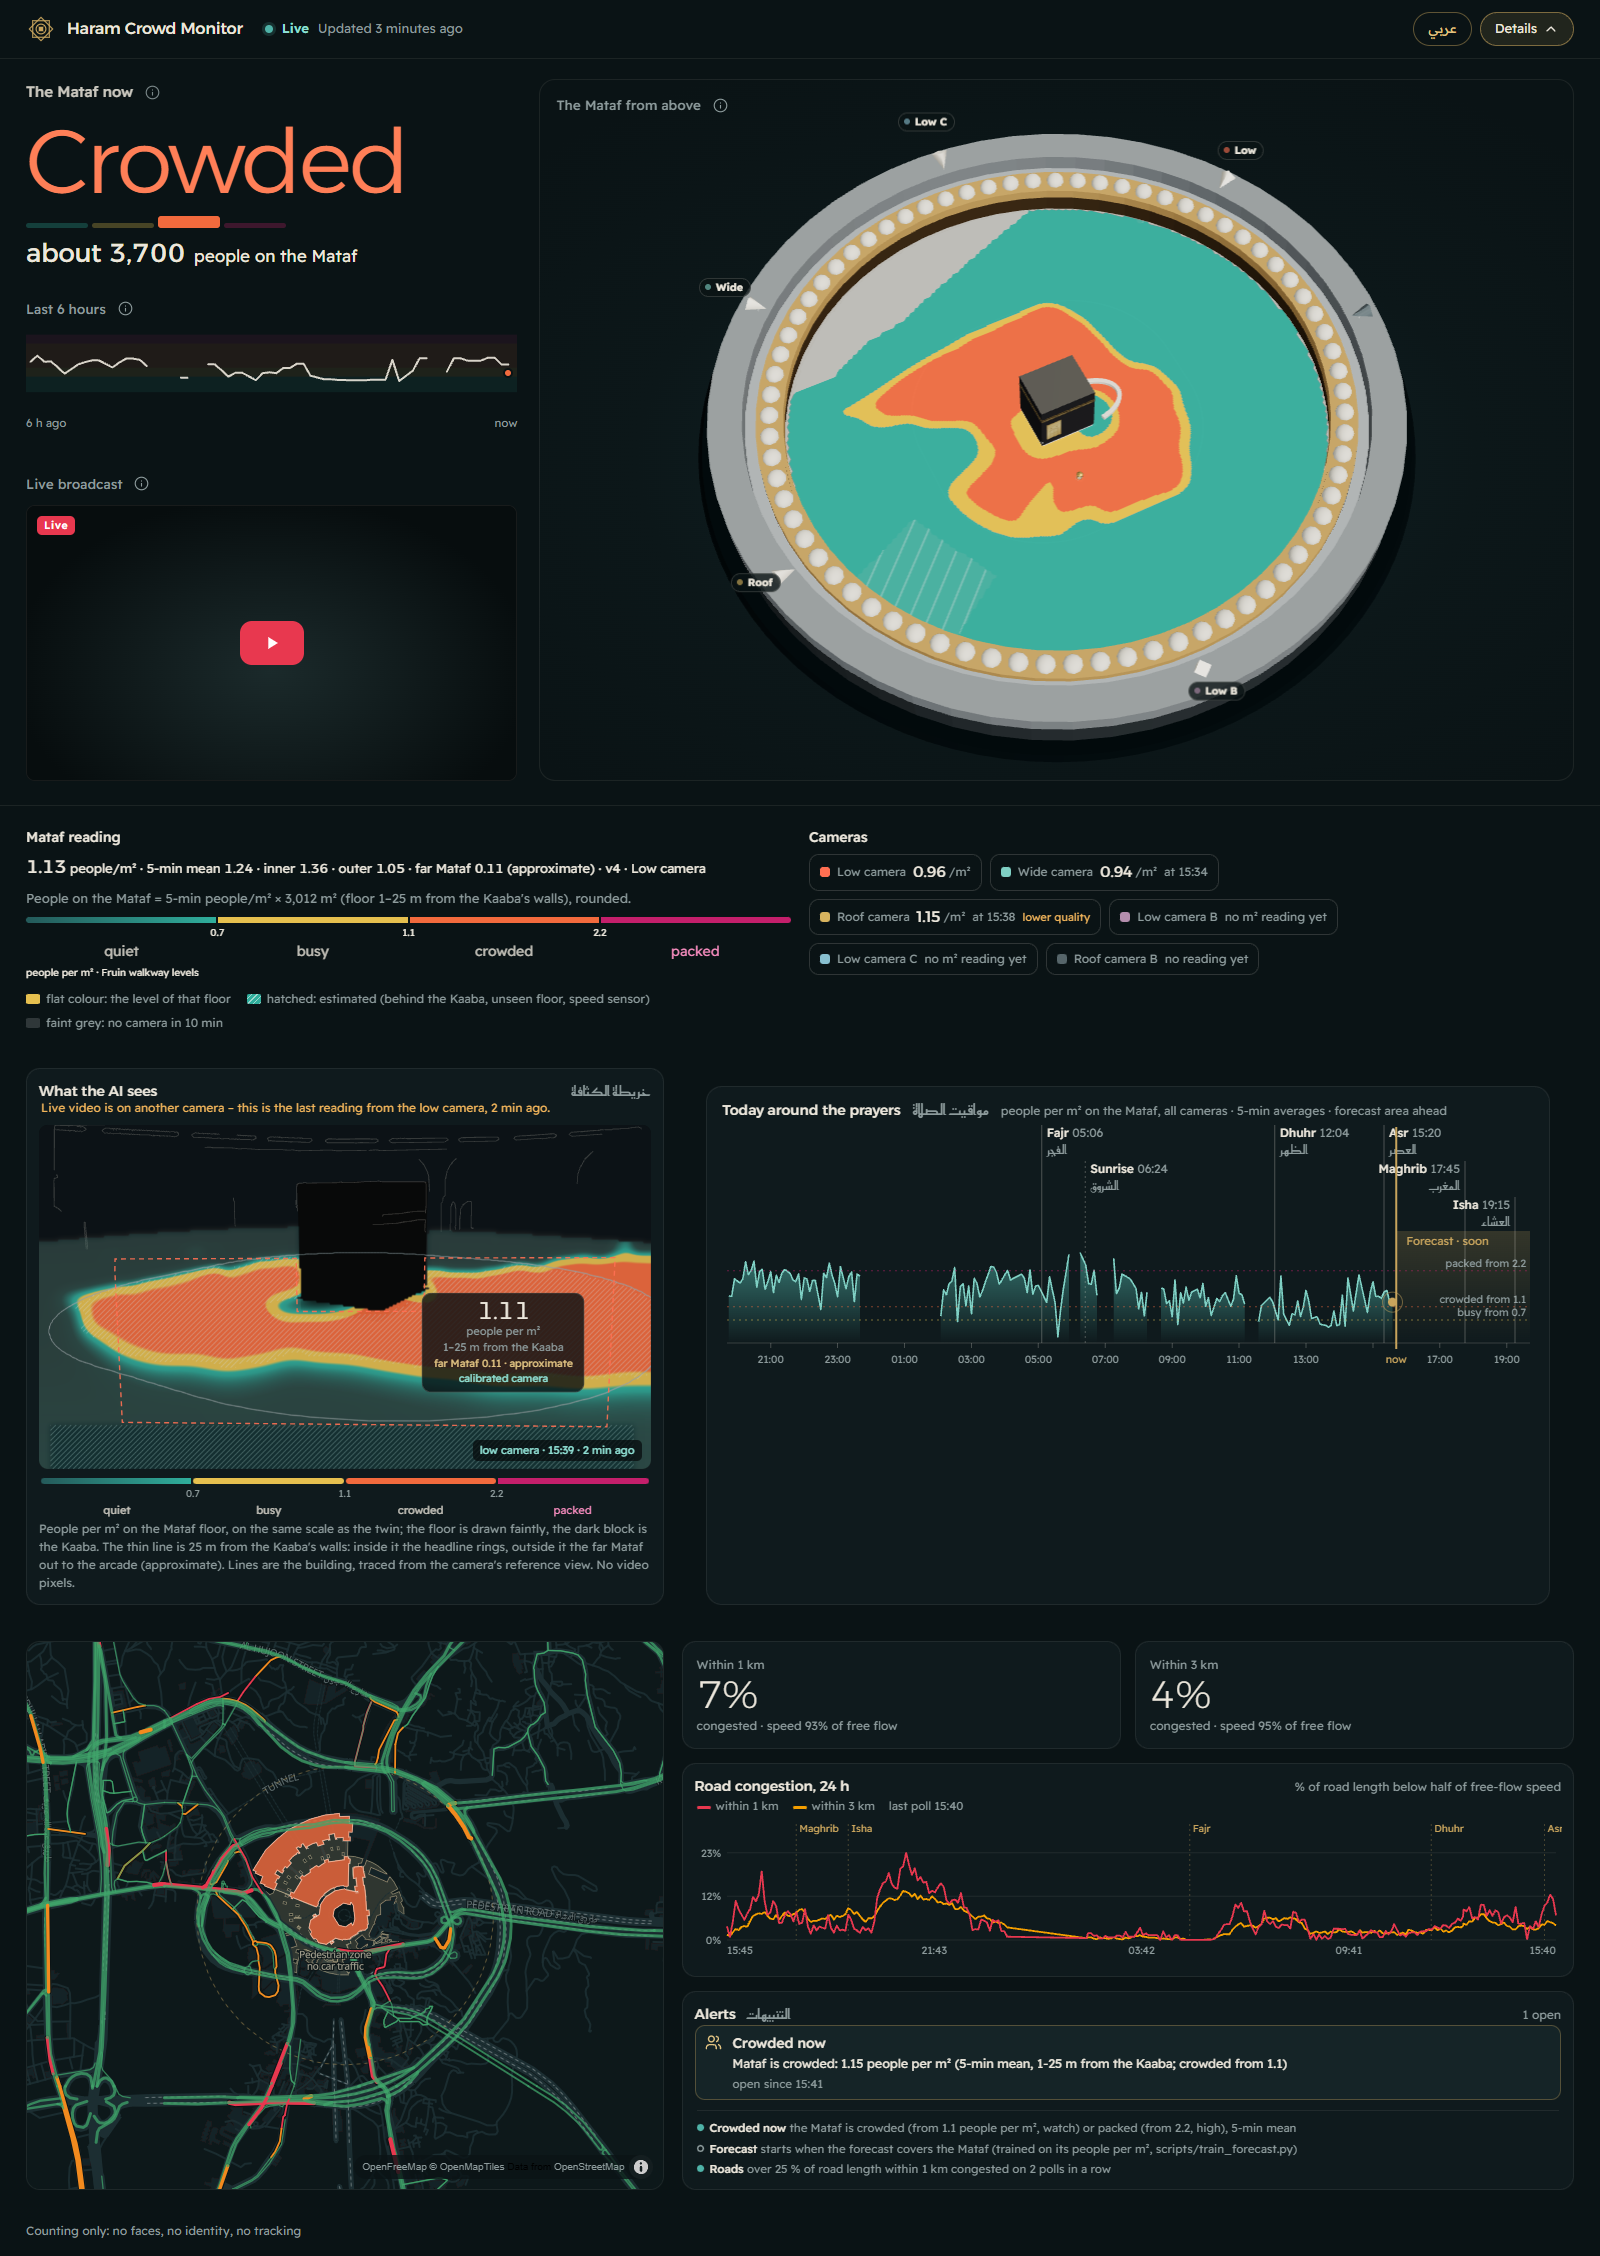 Haram Crowd Monitor
Live Updated 3 minutes ago
عربي
Details
The Mataf now
Crowded
about 3,700 people on the Mataf
Last 6 hours
6 h ago
now
Live broadcast
Live
The Mataf from above
Low C
Low
Wide
Roof
Low B
Mataf reading
1.13 people/m² · 5-min mean 1.24 · inner 1.36 · outer 1.05 · far Mataf 0.11 (approximate) · v4 · Low camera
People on the Mataf = 5-min people/m² × 3,012 m² (floor 1–25 m from the Kaaba's walls), rounded.
0.7 1.1 2.2
quiet busy crowded packed
people per m² · Fruin walkway levels
flat colour: the level of that floor hatched: estimated (behind the Kaaba, unseen floor, speed sensor)
faint grey: no camera in 10 min
Cameras
Low camera 0.96 /m² Wide camera 0.94 /m² at 15:34
Roof camera 1.15 /m² at 15:38 lower quality Low camera B no m² reading yet
Low camera C no m² reading yet Roof camera B no reading yet
What the AI sees خريطة الكثافة
Live video is on another camera – this is the last reading from the low camera, 2 min ago.
1.11
people per m²
1–25 m from the Kaaba
far Mataf 0.11 · approximate
calibrated camera
low camera · 15:39 · 2 min ago
0.7 1.1 2.2
quiet busy crowded packed
People per m² on the Mataf floor, on the same scale as the twin; the floor is drawn faintly, the dark block is
the Kaaba. The thin line is 25 m from the Kaaba's walls: inside it the headline rings, outside it the far Mataf
out to the arcade (approximate). Lines are the building, traced from the camera's reference view. No video
pixels.
Today around the prayers مواقيت الصلاة people per m² on the Mataf, all cameras · 5-min averages · forecast area ahead
Fajr 05:06
الفجر
Sunrise 06:24
الشروق
Dhuhr 12:04
الظهر
Asr 15:20
العصر
Maghrib 17:45
المغرب
Isha 19:15
العشاء
Forecast · soon
packed from 2.2
crowded from 1.1
busy from 0.7
21:00 23:00 01:00 03:00 05:00 07:00 09:00 11:00 13:00 now 17:00 19:00
TUNNEL
Pedestrian zone
no car traffic
OpenFreeMap © OpenMapTiles Data from OpenStreetMap
Within 1 km
7%
congested · speed 93% of free flow
Within 3 km
4%
congested · speed 95% of free flow
Road congestion, 24 h
% of road length below half of free-flow speed
within 1 km within 3 km last poll 15:40
Maghrib Isha Fajr Dhuhr Asr
23%
12%
0%
15:45 21:43 03:42 09:41 15:40
Alerts التنبيهات
1 open
Crowded now
Mataf is crowded: 1.15 people per m² (5-min mean, 1-25 m from the Kaaba; crowded from 1.1)
open since 15:41
Crowded now the Mataf is crowded (from 1.1 people per m², watch) or packed (from 2.2, high), 5-min mean
Forecast starts when the forecast covers the Mataf (trained on its people per m², scripts/train_forecast.py)
Roads over 25 % of road length within 1 km congested on 2 polls in a row
Counting only: no faces, no identity, no tracking